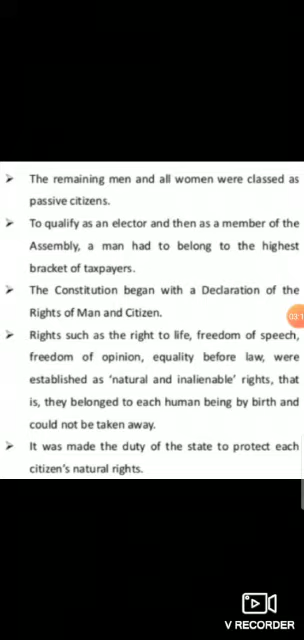 ➢ The remaining men and all women were classed as
passive citizens.
➢ To qualify as an elector and then as a member of the
Assembly, a man had to belong to the highest
bracket of taxpayers.
➢ The Constitution began with a Declaration of the
Rights of Man and Citizen.
➢ Rights such as the right to life, freedom of speech,
freedom of opinion, equality before law, were
established as ‘natural and inalienable’ rights, that
is, they belonged to each human being by birth and
could not be taken away.
➢ It was made the duty of the state to protect each
citizen’s natural rights.
V RECORDER